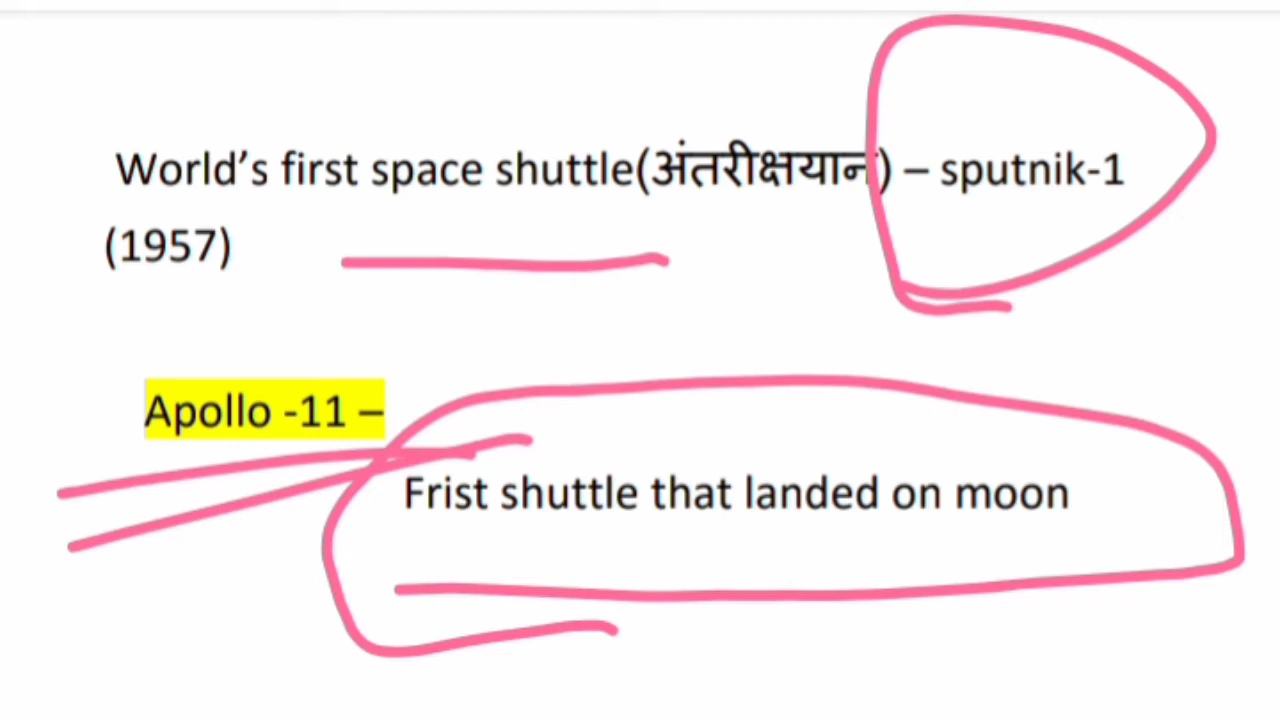 World’s first space shuttle(अंतरीक्षयान) – sputnik-1
(1957)
Apollo -11 –
Frist shuttle that landed on moon